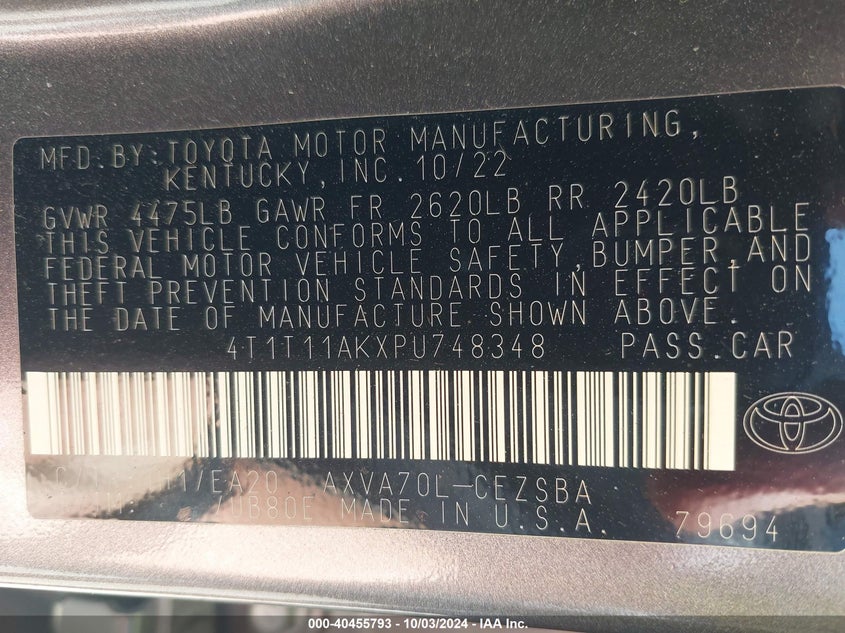 MFD.BY:TOYOTA MOTOR MANUFACTURING,
KENTUCKY,INC.10/22
GVWR 4475LB GAWR FR 2620LB RR 2420LB
THIS VEHICLE CONFORMS TO ALL APPLICABLE
FEDERAL MOTOR VEHICLE SAFETY,BUMPER,AND
THEFT PREVENTION STANDARDS IN EFFECT ON
THE DATE OF MANUFACTURE SHOWN ABOVE.
4T1T11AKXPU748348 PASS.CAR
/EA20 AXVA70L-CEZSBA
UB80E MADE IN U.S.A. 79694
000-40455793 - 10/03/2024 - IAA Inc.